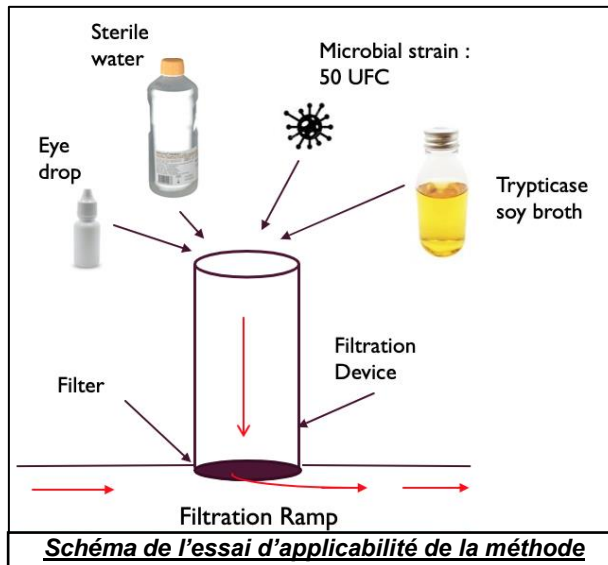 Sterile
water
Microbial strain :
50 UFC
Eye
drop
Trypticase
soy broth
Filtration
Device
Filter
Filtration Ramp
Schéma de l'essai d'applicabilité de la méthode